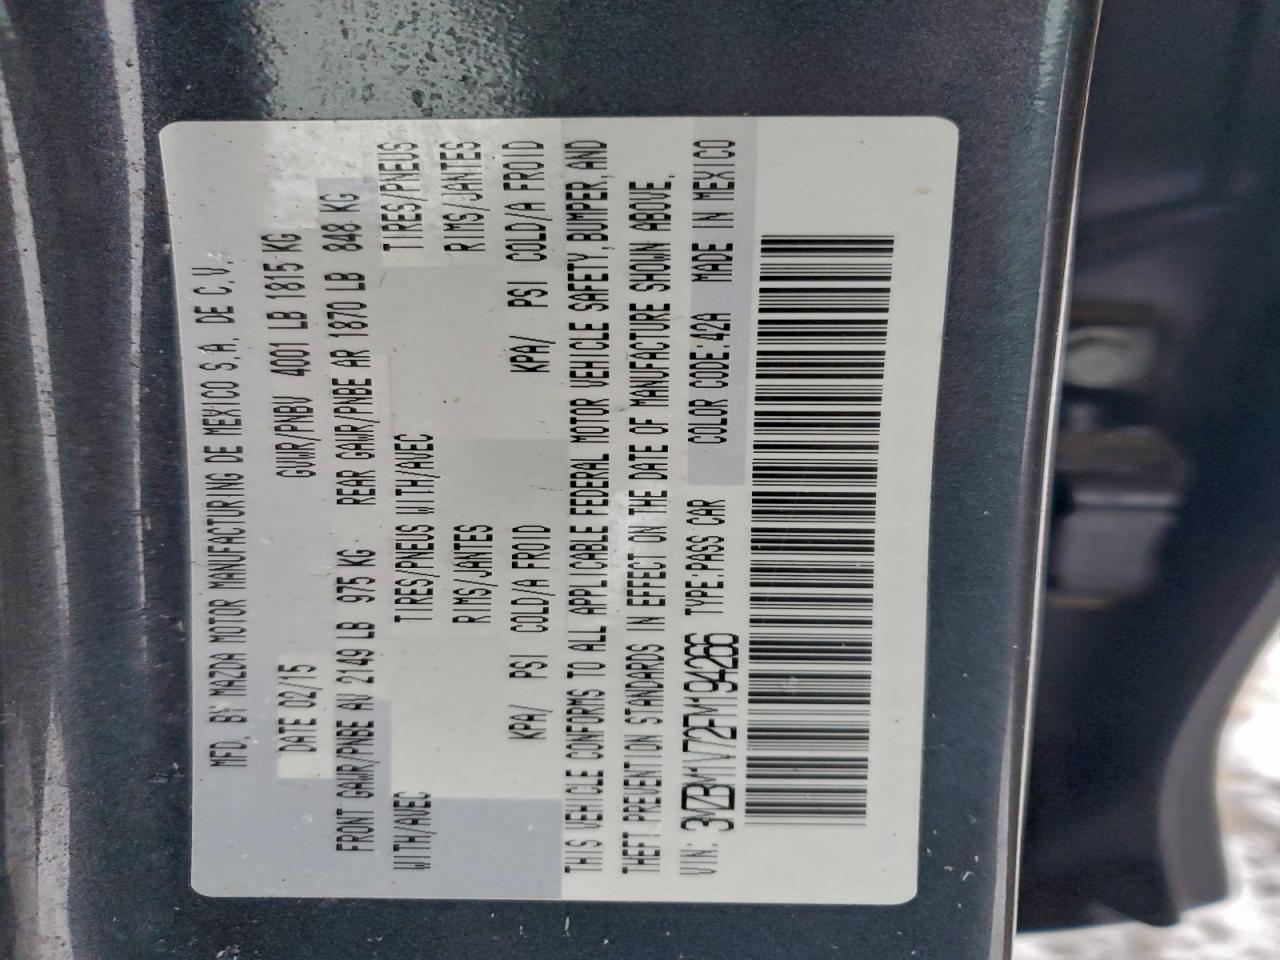 MFD. BY MAZDA MOTOR MANUFACTURING DE MEXICO S.A. DE C.V.
DATE 02/15 GVWR/PNBV 4001 LB 1815 KG
FRONT GAWR/PNBE AV 2149 LB 975 KG REAR GAWR/PNBE AR 1870 LB 848 KG
WITH/AVEC TIRES/PNEUS WITH/AVEC TIRES/PNEUS
RIMS/JANTES RIMS/JANTES
KPA/ PSI COLD/A FROID KPA/ PSI COLD/A FROID
THIS VEHICLE CONFORMS TO ALL APPLICABLE FEDERAL MOTOR VEHICLE SAFETY, BUMPER, AND
THEFT PREVENTION STANDARDS IN EFFECT ON THE DATE OF MANUFACTURE SHOWN ABOVE.
VIN: 3MZBM1V72FM194266 TYPE:PASS CAR COLOR CODE:42A MADE IN MEXICO